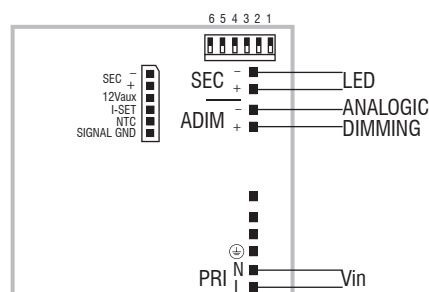 6 5 4 3 2 1
SEC -
+
12Vaux
I-SET
NTC
SIGNAL GND
SEC -
+
LED
ADIM -
+
ANALOGIC
DIMMING
PRI N
L
Vin